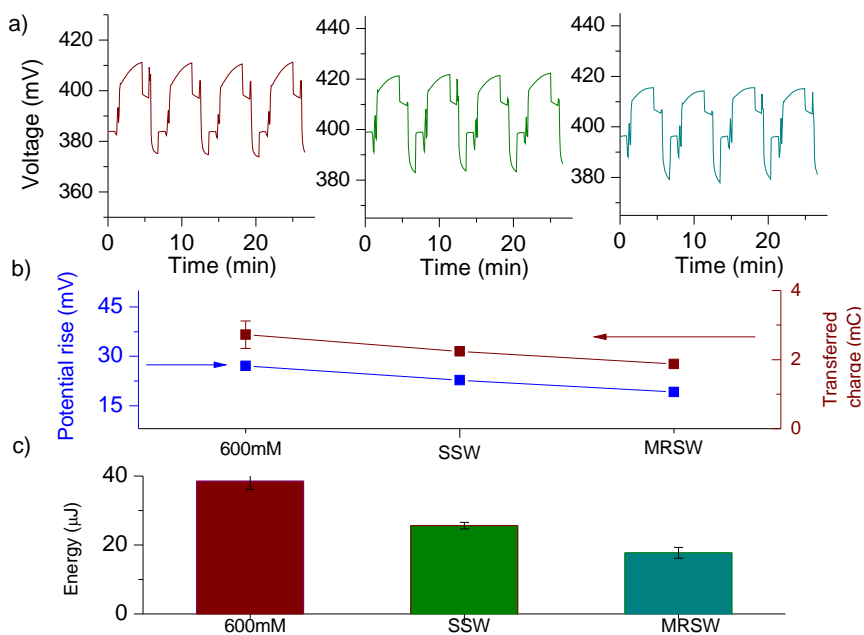 a)
Voltage (mV)
420
400
380
360
0
10
20
Time (min)
440
420
400
380
0
10
20
Time (min)
440
420
400
380
0
10
20
Time (min)
b)
Potential rise (mV)
45
30
15
4
2
0
Transferred
charge (mC)
600mM
SSW
MRSW
c)
Energy (µJ)
40
20
0
600mM
SSW
MRSW